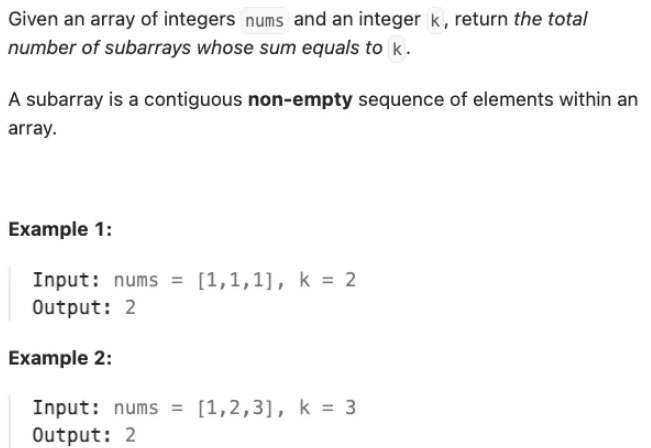 Given an array of integers nums and an integer k, return the total
number of subarrays whose sum equals to k.
A subarray is a contiguous non-empty sequence of elements within an
array.
Example 1:
Input: nums = [1,1,1], k = 2
Output: 2
Example 2:
Input: nums = [1,2,3], k = 3
Output: 2